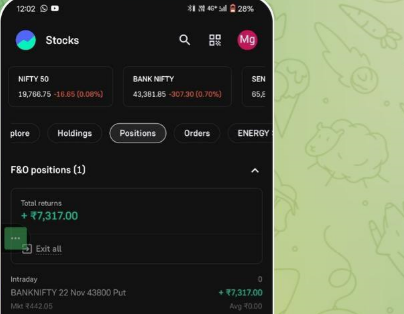 12:02 4G+ 28%
Stocks Mg
NIFTY 50 BANK NIFTY SEN
19,766.75 -16.65 (0.08%) 43,381.85 -307.30 (0.70%) 65,6
plore Holdings Positions Orders ENERGY
F&O positions (1)
Total returns
+ ₹7,317.00
Exit all
Intraday 0
BANKNIFTY 22 Nov 43800 Put + ₹7,317.00
Mkt ₹442.05 Avg ₹0.00